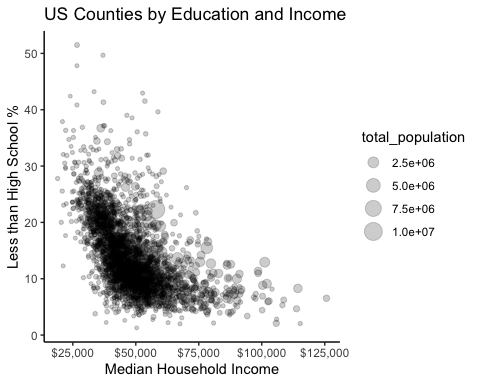 US Counties by Education and Income
Less than High School %
50
40
30
20
10
0
$25,000 $50,000 $75,000 $100,000 $125,000
Median Household Income
total_population
2.5e+06
5.0e+06
7.5e+06
1.0e+07